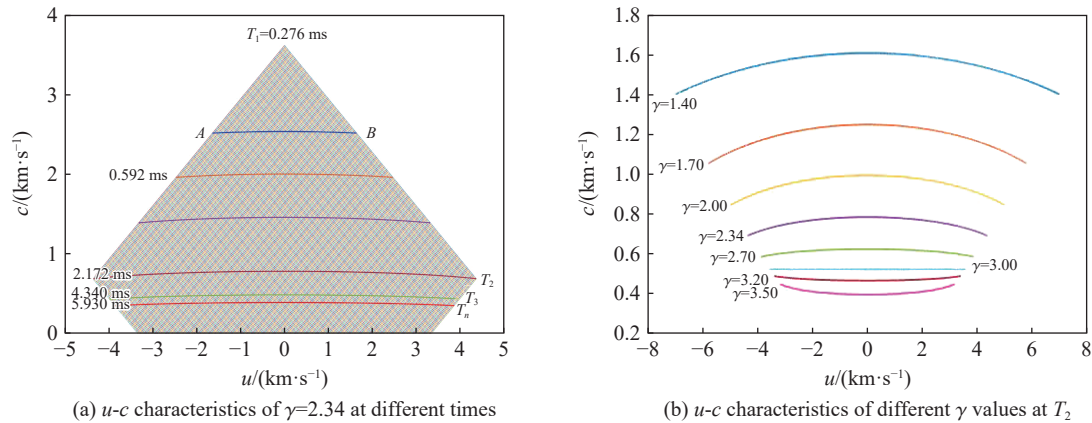 4
3
2
1
0
c/(km·s⁻¹)
T₁=0.276 ms
A
B
0.592 ms
2.172 ms
4.340 ms
5.930 ms
T₂
T₃
Tₙ
−5 −4 −3 −2 −1 0 1 2 3 4 5
u/(km·s⁻¹)
(a) u-c characteristics of γ=2.34 at different times
1.8
1.6
1.4
1.2
1.0
0.8
0.6
0.4
0.2
c/(km·s⁻¹)
γ=1.40
γ=1.70
γ=2.00
γ=2.34
γ=2.70
γ=3.00
γ=3.20
γ=3.50
−8 −6 −4 −2 0 2 4 6 8
u/(km·s⁻¹)
(b) u-c characteristics of different γ values at T₂